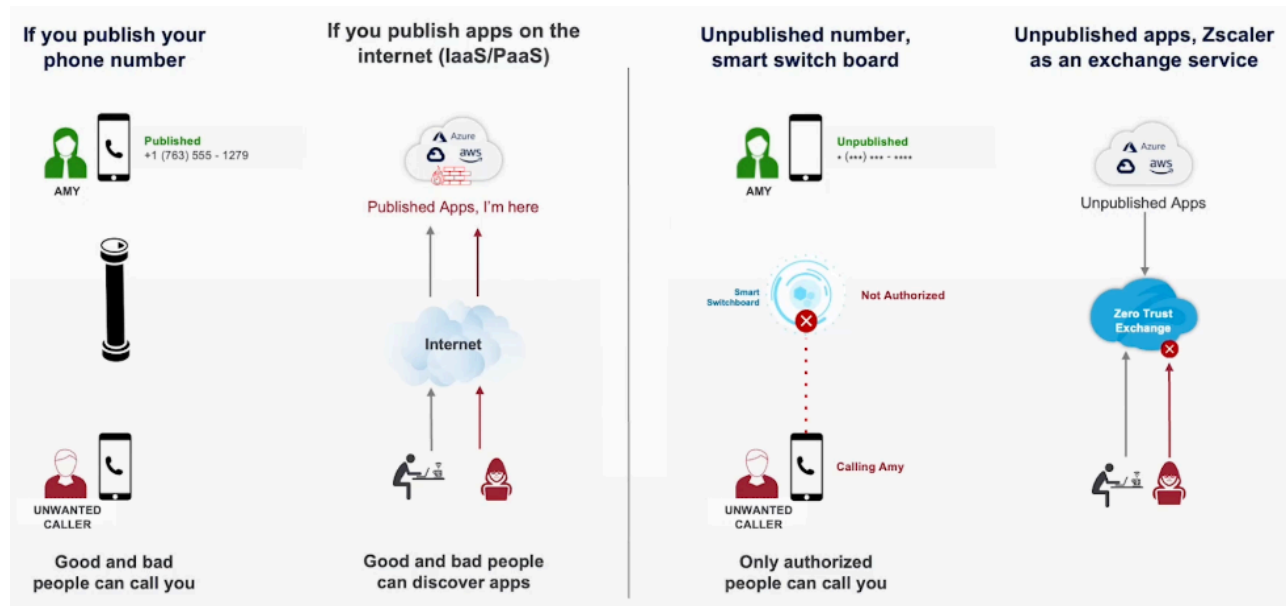 If you publish your
phone number
Published
+1 (763) 555 - 1279
AMY
UNWANTED
CALLER
Good and bad
people can call you
If you publish apps on the
internet (IaaS/PaaS)
Azure
aws
Published Apps, I'm here
Internet
Good and bad people
can discover apps
Unpublished number,
smart switch board
Unpublished
• (•••) ••• - ••••
AMY
Smart
Switchboard
Not Authorized
Calling Amy
UNWANTED
CALLER
Only authorized
people can call you
Unpublished apps, Zscaler
as an exchange service
Azure
aws
Unpublished Apps
Zero Trust
Exchange